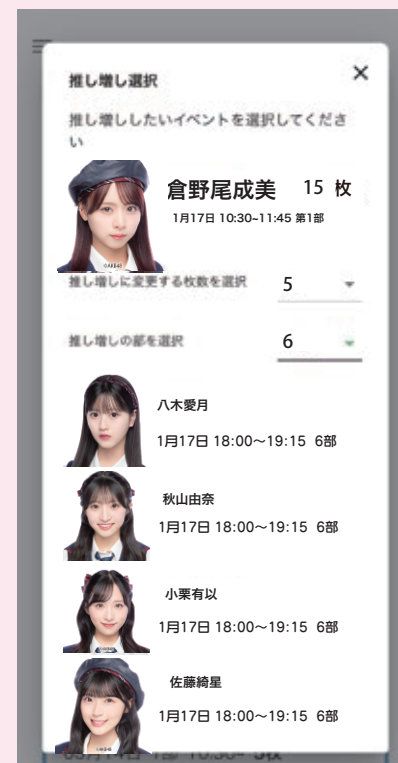 推し増し選択
×
推し増ししたいイベントを選択してくださ
い
倉野尾成美 15 枚
1月17日 10:30~11:45 第1部
©AKB48
推し増しに変更する枚数を選択 5
推し増しの部を選択 6
八木愛月
1月17日 18:00〜19:15 6部
秋山由奈
1月17日 18:00〜19:15 6部
小栗有以
1月17日 18:00〜19:15 6部
佐藤綺星
1月17日 18:00〜19:15 6部